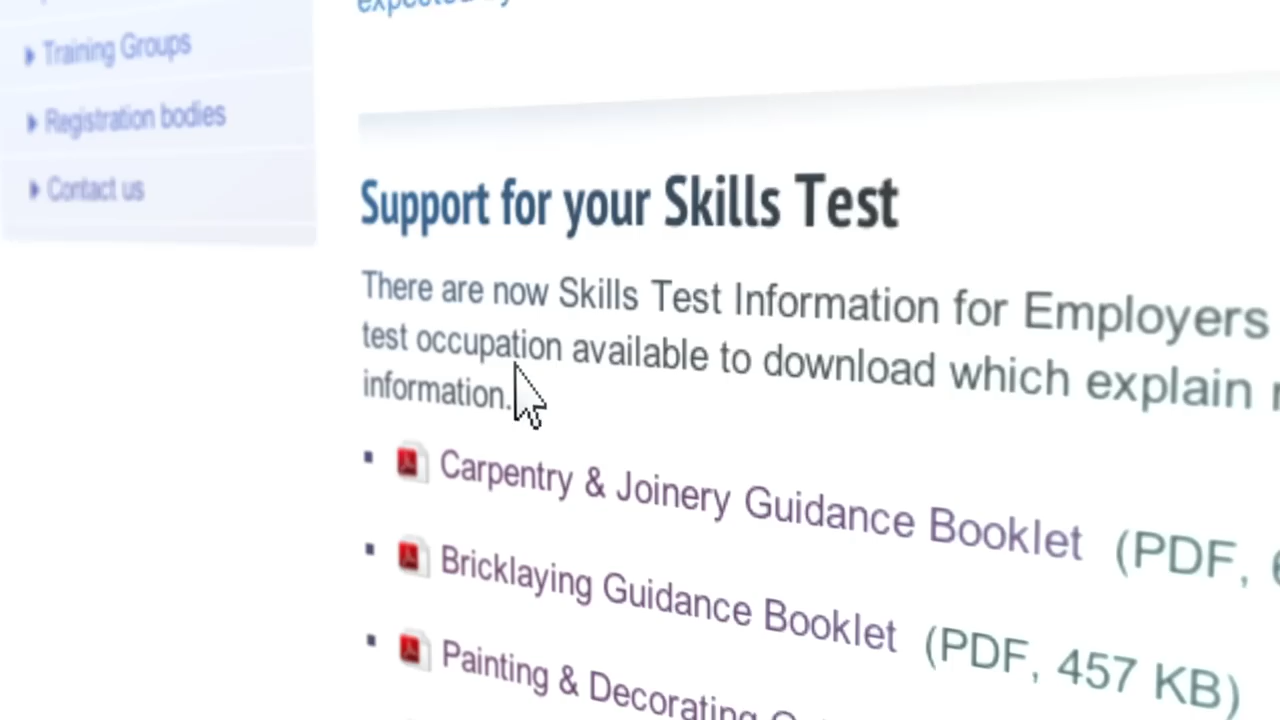 Training Groups
Registration bodies
Contact us
Support for your Skills Test
There are now Skills Test Information for Employers
test occupation available to download which explain
information.
Carpentry & Joinery Guidance Booklet (PDF,
Bricklaying Guidance Booklet (PDF, 457 KB)
Painting & Decorating